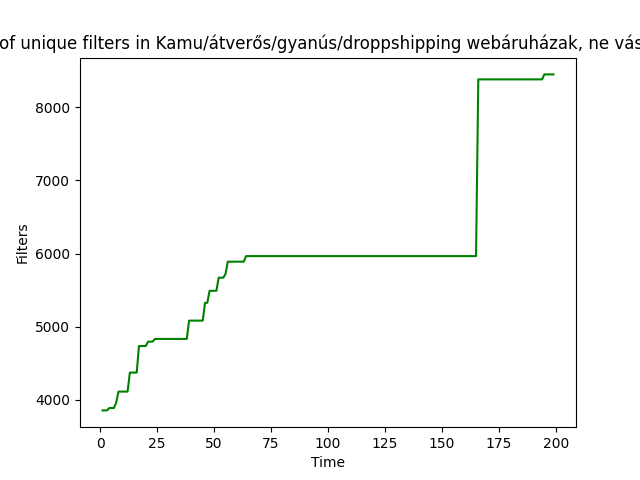 of unique filters in Kamu/átverős/gyanús/droppshipping webáruházak, ne vás
8000
7000
6000
5000
4000
Filters
0 25 50 75 100 125 150 175 200
Time